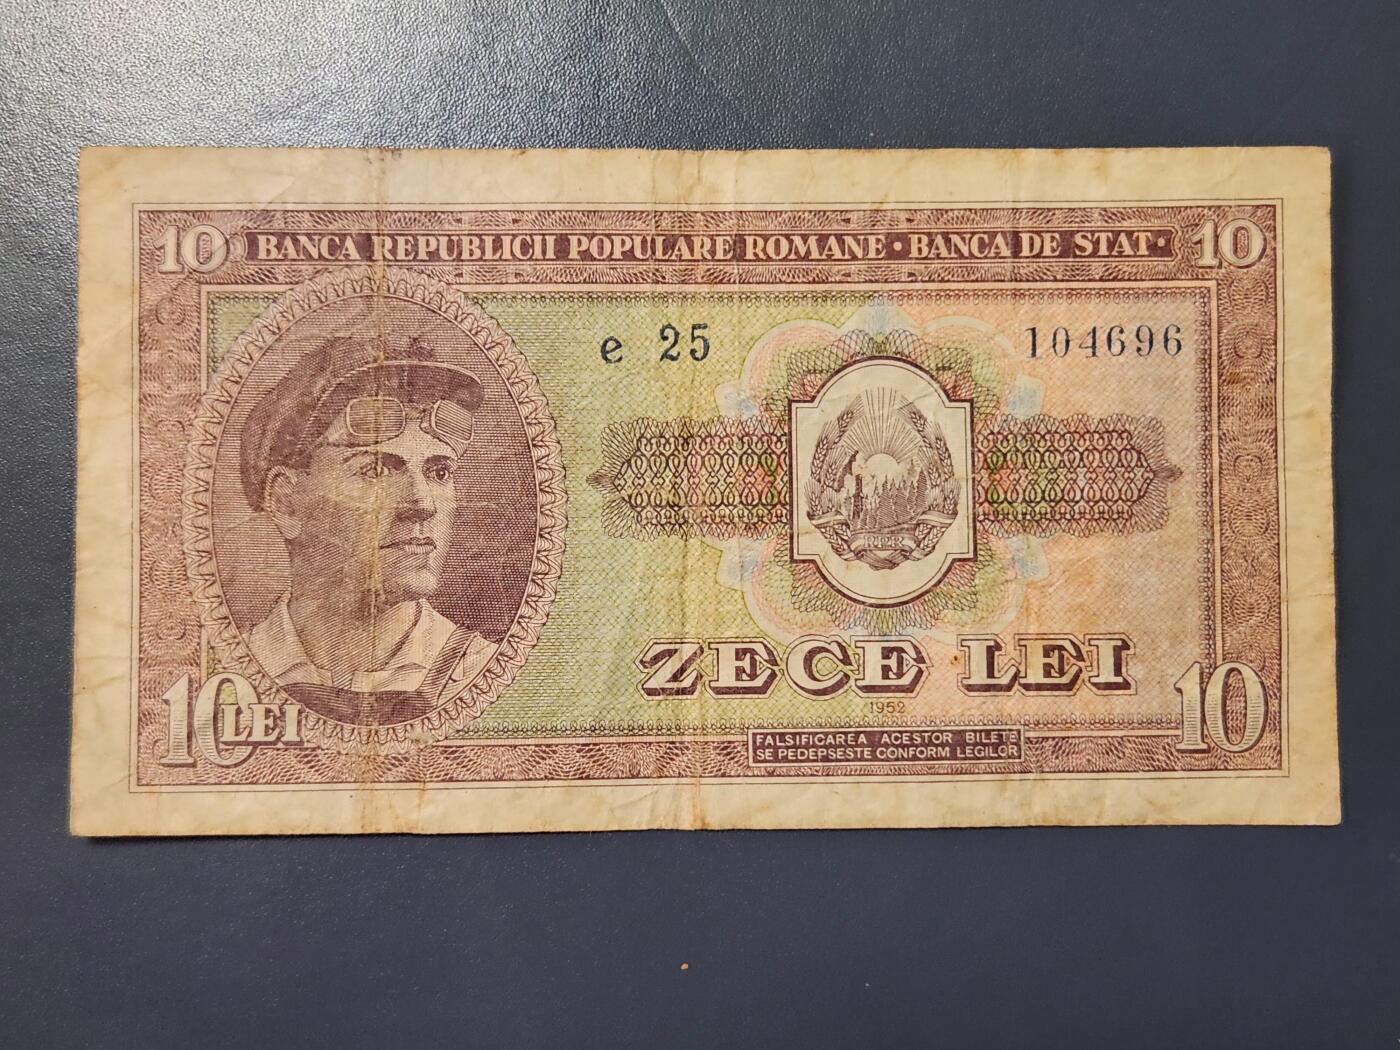 10 BANCA REPUBLICII POPULARE ROMANE · BANCA DE STAT · 10
e 25 104696
RPR
ZECE LEI
1952
10 LEI 10
FALSIFICAREA ACESTOR BILETE
SE PEDEPSESTE CONFORM LEGILOR